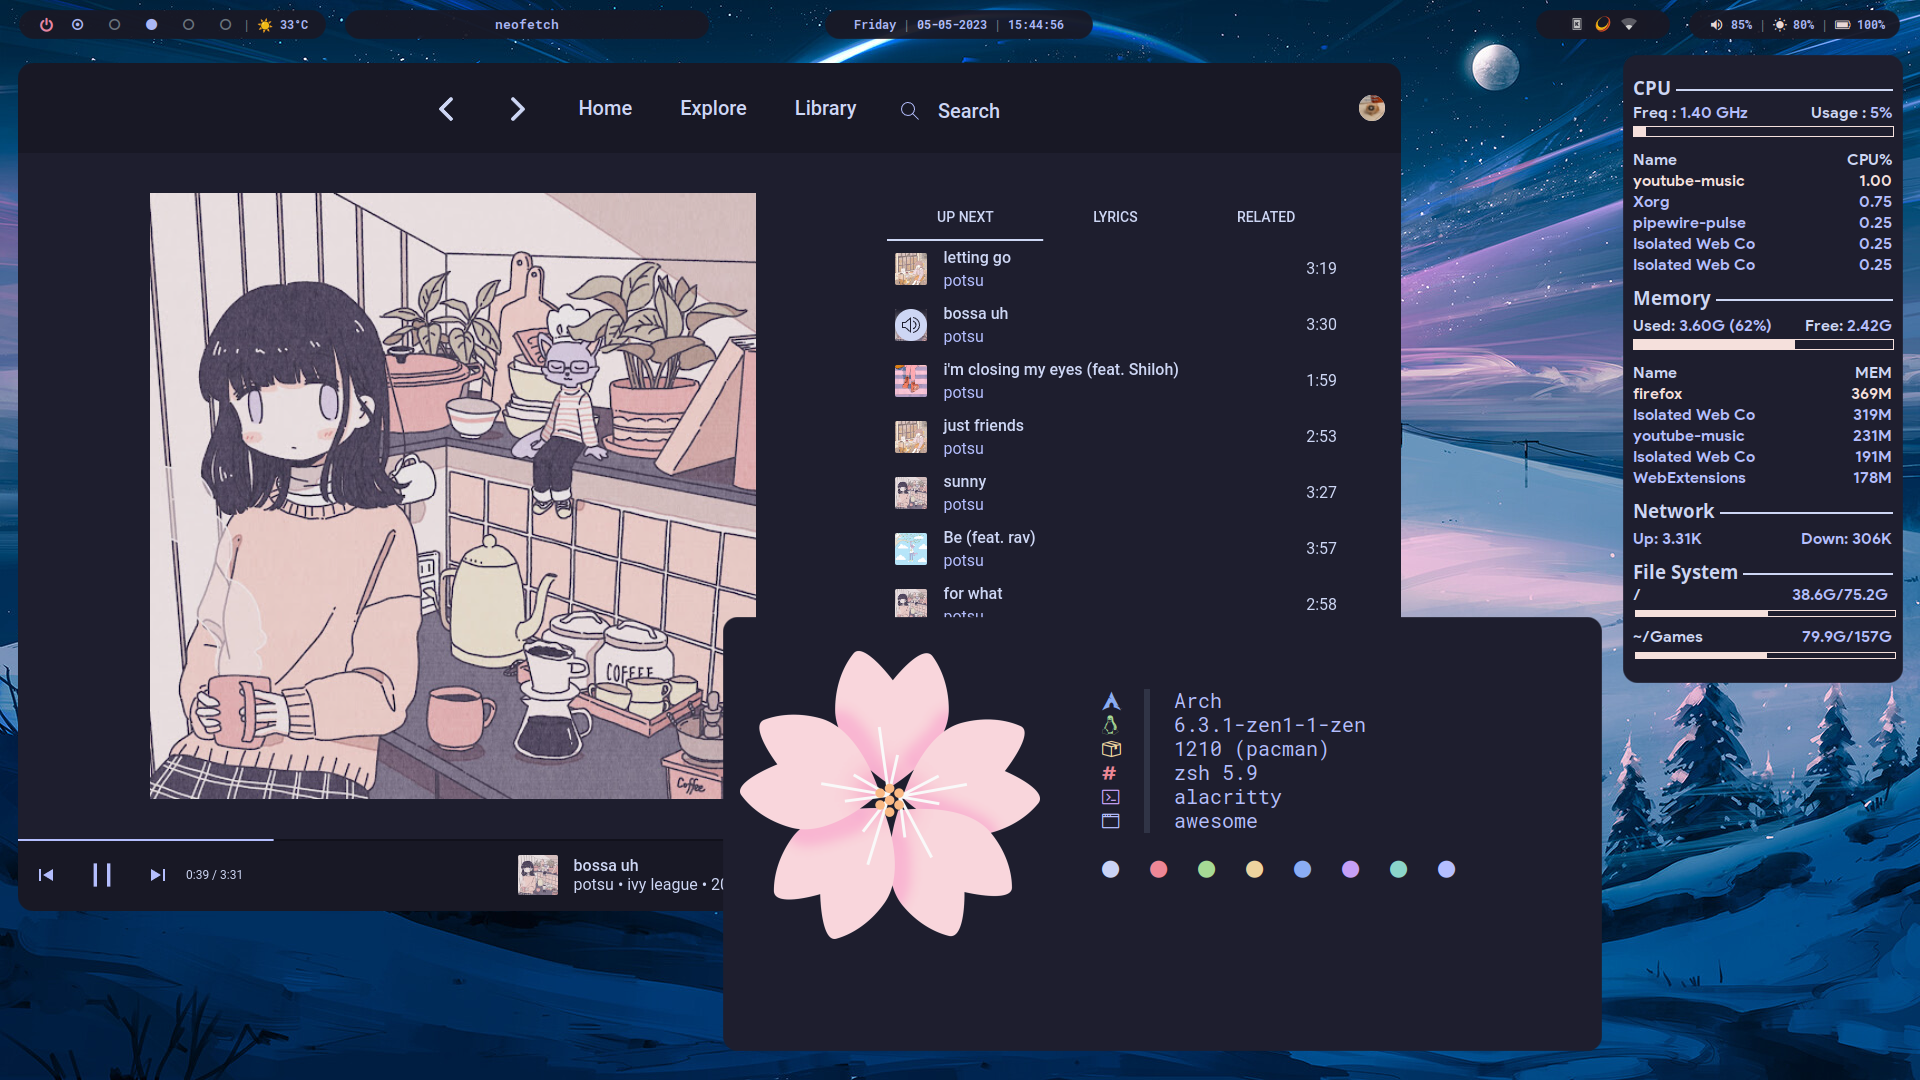 33°C
neofetch
Friday | 05-05-2023 | 15:44:56
85% | 80% | 100%
Home Explore Library Search
UP NEXT LYRICS RELATED
letting go
potsu
3:19
bossa uh
potsu
3:30
i'm closing my eyes (feat. Shiloh)
potsu
1:59
just friends
potsu
2:53
sunny
potsu
3:27
Be (feat. rav)
potsu
3:57
for what
potsu
2:58
COFFEE
Coffee
0:39 / 3:31
bossa uh
potsu • ivy league • 20
Arch
6.3.1-zen1-1-zen
1210 (pacman)
# zsh 5.9
alacritty
awesome
CPU
Freq : 1.40 GHz Usage : 5%
Name CPU%
youtube-music 1.00
Xorg 0.75
pipewire-pulse 0.25
Isolated Web Co 0.25
Isolated Web Co 0.25
Memory
Used: 3.60G (62%) Free: 2.42G
Name MEM
firefox 369M
Isolated Web Co 319M
youtube-music 231M
Isolated Web Co 191M
WebExtensions 178M
Network
Up: 3.31K Down: 306K
File System
/ 38.6G/75.2G
~/Games 79.9G/157G